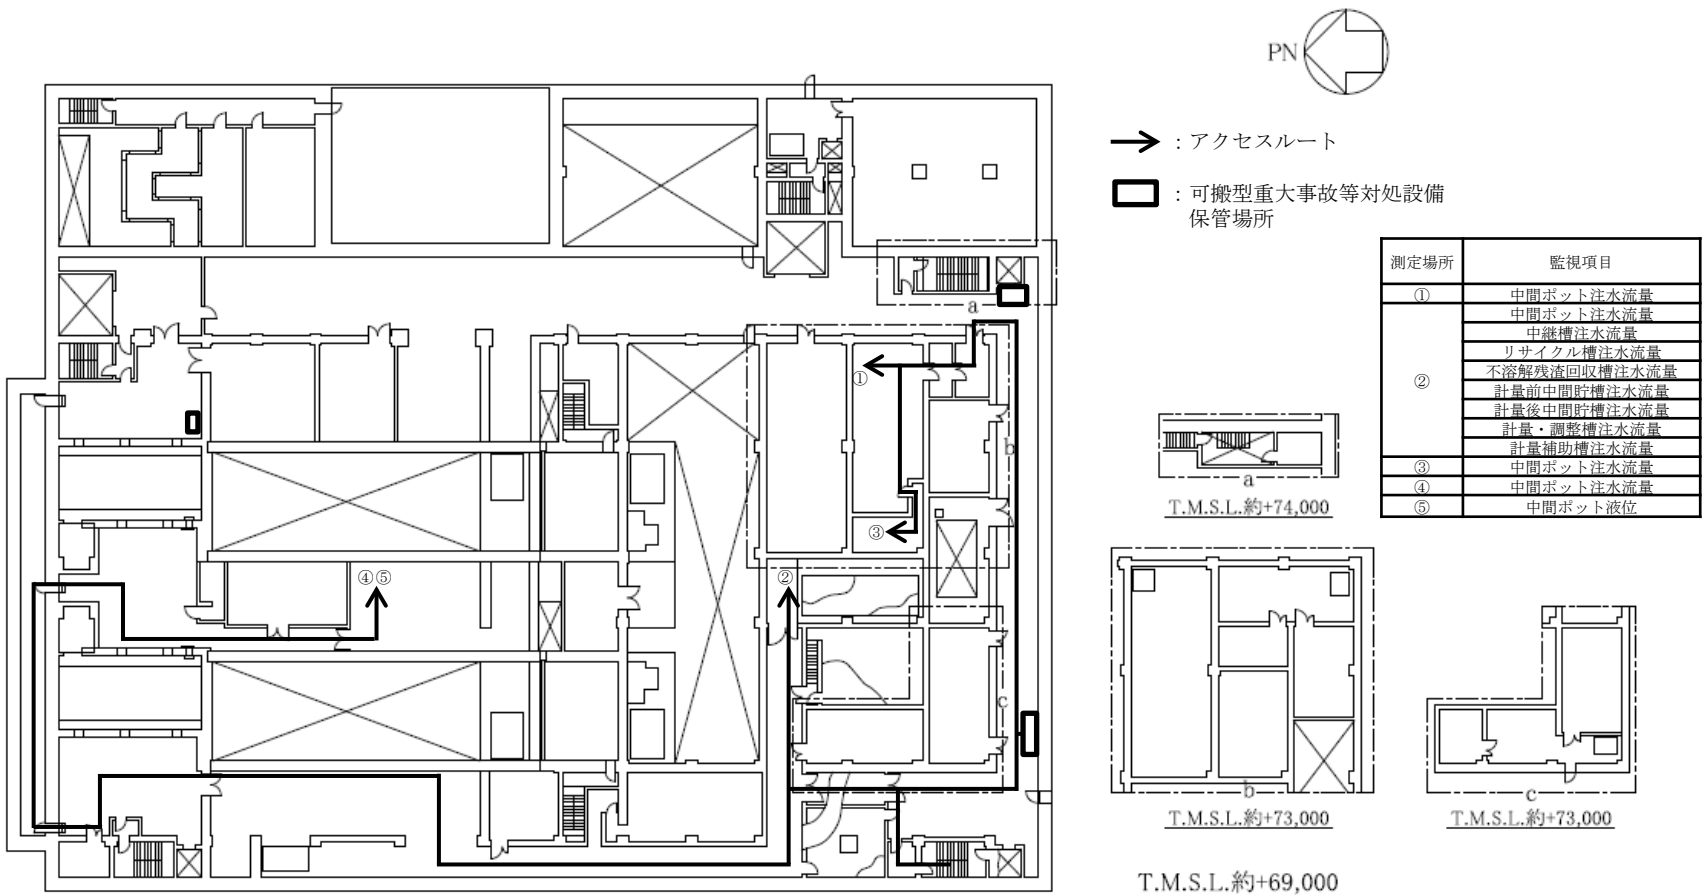 PN
：アクセスルート
：可搬型重大事故等対処設備
保管場所
測定場所 監視項目
① 中間ポット注水流量
② 中間ポット注水流量
中継槽注水流量
リサイクル槽注水流量
不溶解残渣回収槽注水流量
計量前中間貯槽注水流量
計量後中間貯槽注水流量
計量・調整槽注水流量
計量補助槽注水流量
③ 中間ポット注水流量
④ 中間ポット注水流量
⑤ 中間ポット液位
a
①
b
③
④⑤
②
c
a
T.M.S.L.約+74,000
b
T.M.S.L.約+73,000
c
T.M.S.L.約+73,000
T.M.S.L.約+69,000